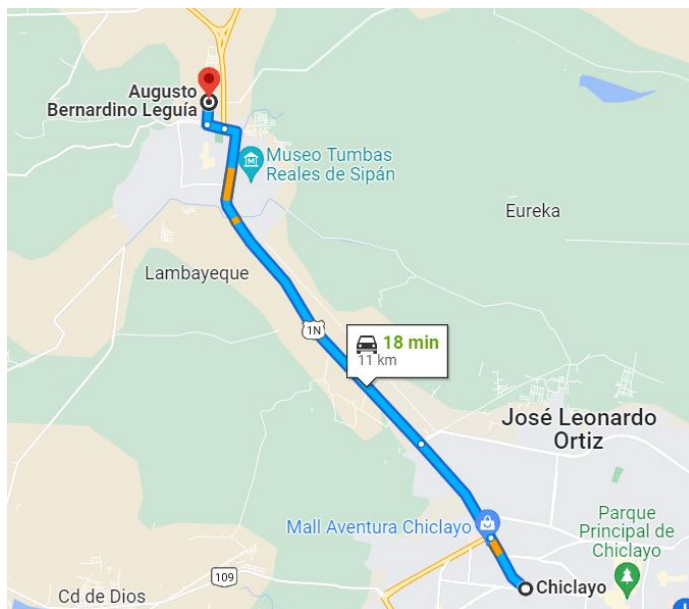 Augusto
Bernardino Leguía
Museo Tumbas
Reales de Sipán
Eureka
Lambayeque
1N
18 min
11 km
José Leonardo
Ortiz
Mall Aventura Chiclayo
Parque
Principal de
Chiclayo
109
Chiclayo
Cd de Dios